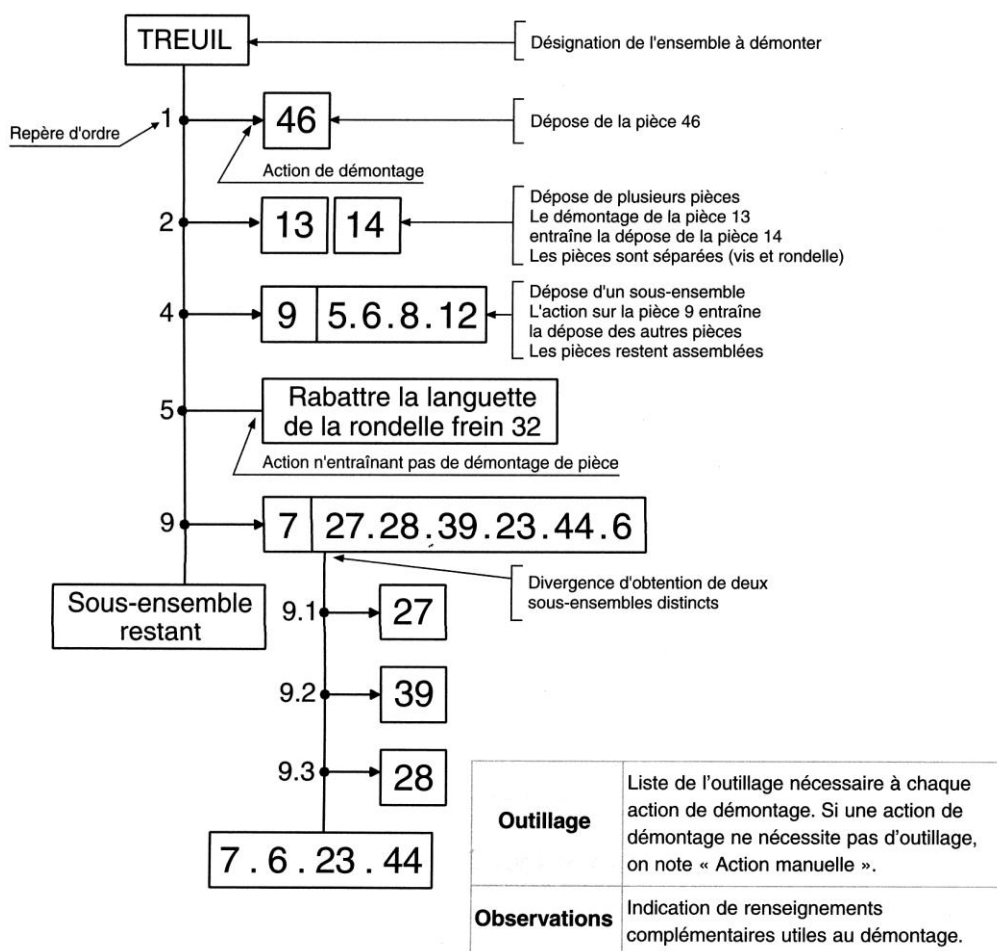 TREUIL
Désignation de l'ensemble à démonter
1
46
Dépose de la pièce 46
Repère d'ordre
Action de démontage
2
13 14
Dépose de plusieurs pièces
Le démontage de la pièce 13
entraîne la dépose de la pièce 14
Les pièces sont séparées (vis et rondelle)
4
9 5.6.8.12
Dépose d'un sous-ensemble
L'action sur la pièce 9 entraîne
la dépose des autres pièces
Les pièces restent assemblées
5
Rabattre la languette
de la rondelle frein 32
Action n'entraînant pas de démontage de pièce
9
7 27.28.39.23.44.6
Divergence d'obtention de deux
sous-ensembles distincts
Sous-ensemble
restant
9.1
27
9.2
39
9.3
28
7.6.23.44
Outillage
Liste de l'outillage nécessaire à chaque
action de démontage. Si une action de
démontage ne nécessite pas d'outillage,
on note « Action manuelle ».
Observations
Indication de renseignements
complémentaires utiles au démontage.